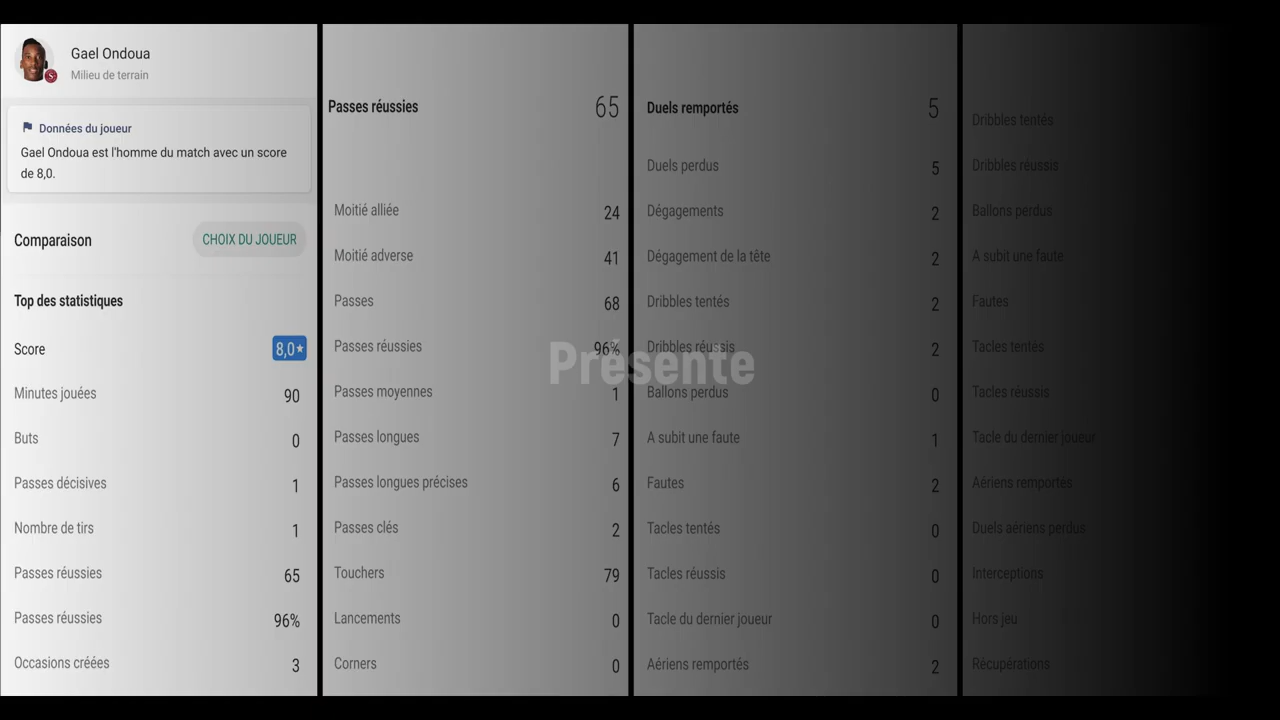 Gael Ondoua
Milieu de terrain
Données du joueur
Gael Ondoua est l'homme du match avec un score
de 8,0.
Comparaison
CHOIX DU JOUEUR
Top des statistiques
Score 8,0★
Minutes jouées 90
Buts 0
Passes décisives 1
Nombre de tirs 1
Passes réussies 65
Passes réussies 96%
Occasions créées 3
Passes réussies 65
Moitié alliée 24
Moitié adverse 41
Passes 68
Passes réussies 96%
Passes moyennes 1
Passes longues 7
Passes longues précises 6
Passes clés 2
Touchers 79
Lancements 0
Corners 0
Présente
Duels remportés 5
Duels perdus 5
Dégagements 2
Dégagement de la tête 2
Dribbles tentés 2
Dribbles réussis 2
Ballons perdus 0
A subit une faute 1
Fautes 2
Tacles tentés 0
Tacles réussis 0
Tacle du dernier joueur 0
Aériens remportés 2
Dribbles tentés
Dribbles réussis
Ballons perdus
A subit une faute
Fautes
Tacles tentés
Tacles réussis
Tacle du dernier joueur
Aériens remportés
Duels aériens perdus
Interceptions
Hors jeu
Récupérations